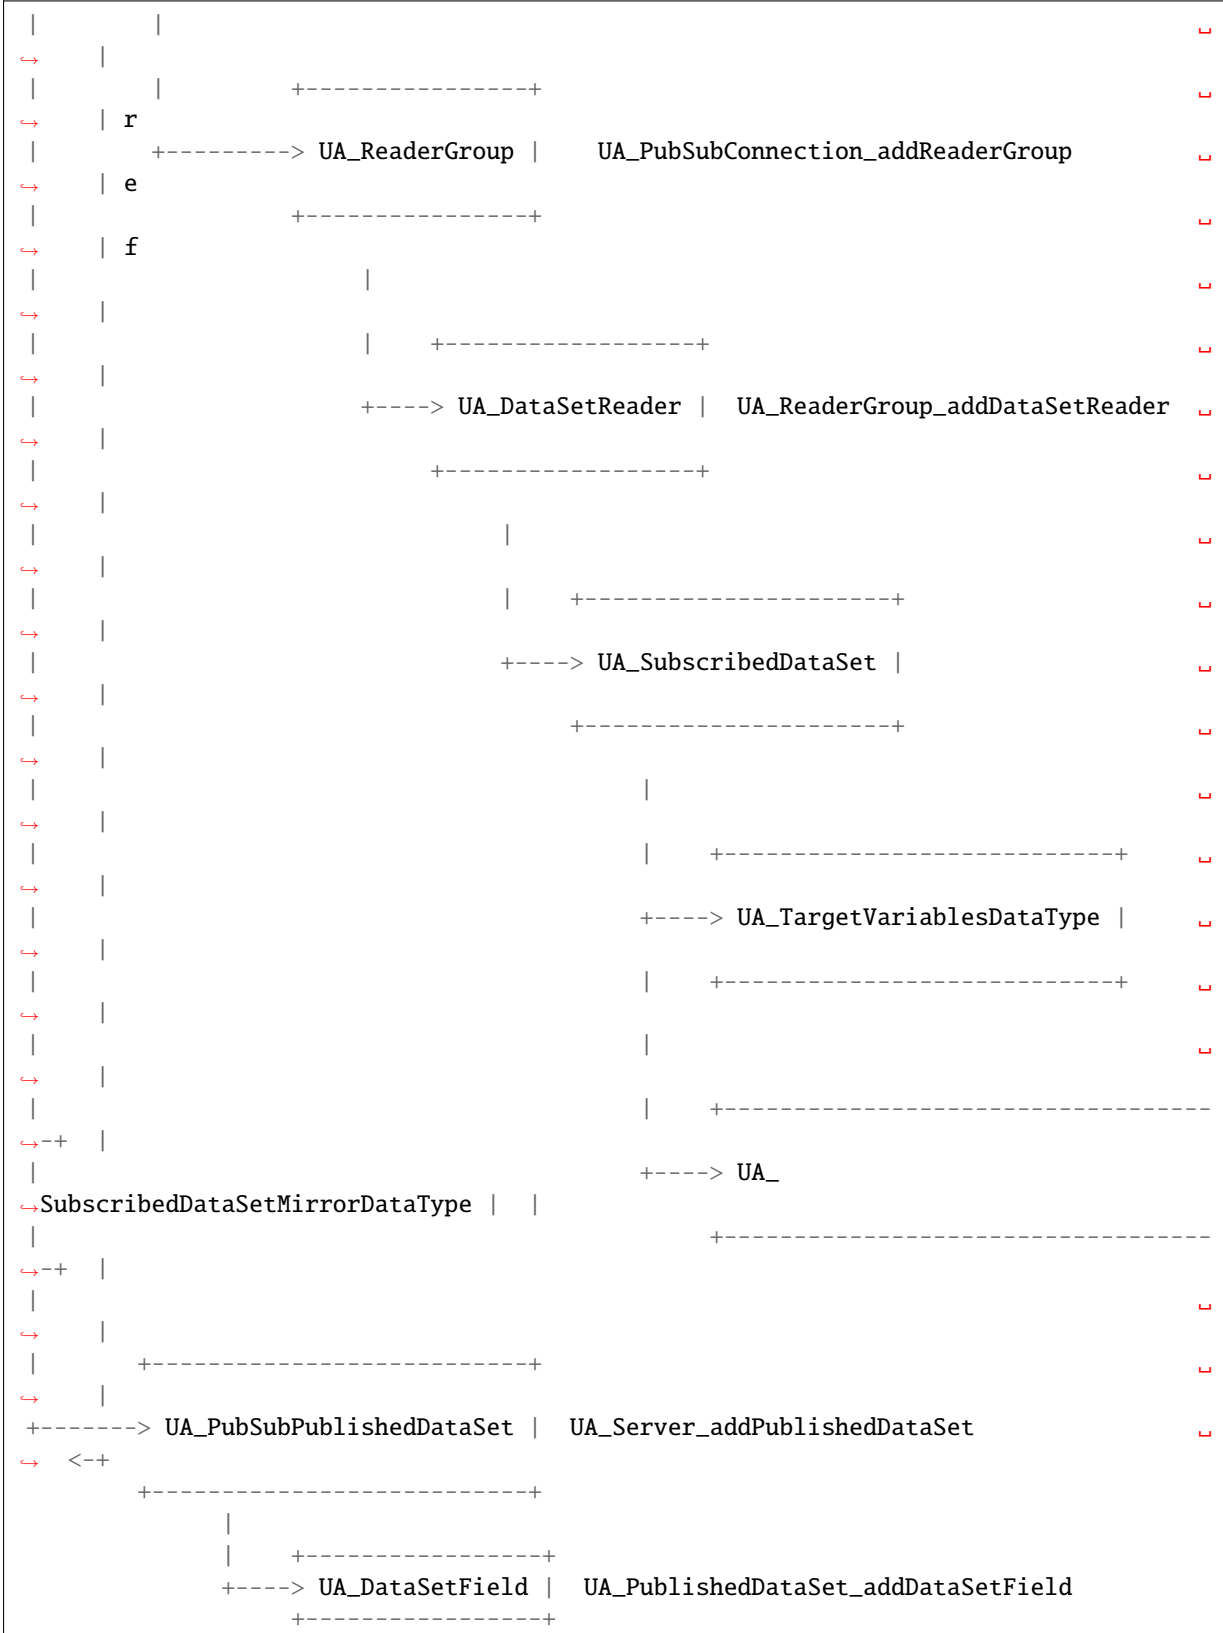 |        |                                                                          ␣
↪    |
|        |         +----------------+                                               ␣
↪    | r
|        +---------> UA_ReaderGroup |    UA_PubSubConnection_addReaderGroup         ␣
↪    | e
|                  +----------------+                                               ␣
↪    | f
|                       |                                                           ␣
↪    |
|                       |    +------------------+                                   ␣
↪    |
|                       +----> UA_DataSetReader |  UA_ReaderGroup_addDataSetReader  ␣
↪    |
|                            +------------------+                                   ␣
↪    |
|                                 |                                                 ␣
↪    |
|                                 |    +----------------------+                     ␣
↪    |
|                                 +----> UA_SubscribedDataSet |                     ␣
↪    |
|                                      +----------------------+                     ␣
↪    |
|                                           |                                       ␣
↪    |
|                                           |    +----------------------------+     ␣
↪    |
|                                           +----> UA_TargetVariablesDataType |     ␣
↪    |
|                                           |    +----------------------------+     ␣
↪    |
|                                           |                                       ␣
↪    |
|                                           |    +----------------------------------
↪-+  |
|                                           +----> UA_
↪SubscribedDataSetMirrorDataType |  |
|                                                +----------------------------------
↪-+  |
|                                                                                   ␣
↪    |
|       +---------------------------+                                               ␣
↪    |
+-------> UA_PubSubPublishedDataSet |  UA_Server_addPublishedDataSet                ␣
↪  <-+
        +---------------------------+
              |
              |    +-----------------+
              +----> UA_DataSetField |  UA_PublishedDataSet_addDataSetField
                   +-----------------+